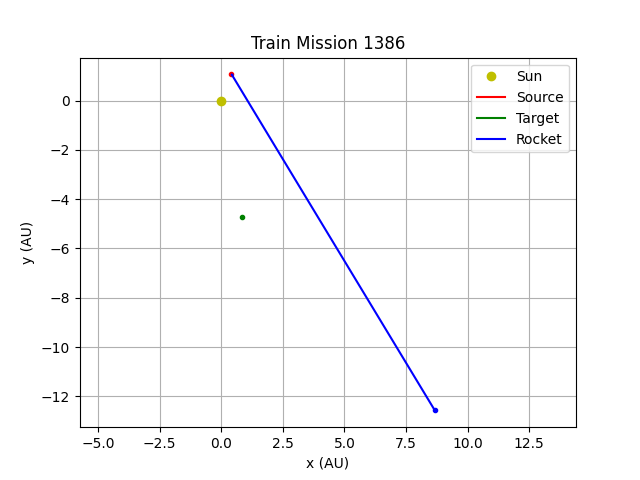 Train Mission 1386
Sun
Source
Target
Rocket
y (AU)
0
−2
−4
−6
−8
−10
−12
−5.0 −2.5 0.0 2.5 5.0 7.5 10.0 12.5
x (AU)